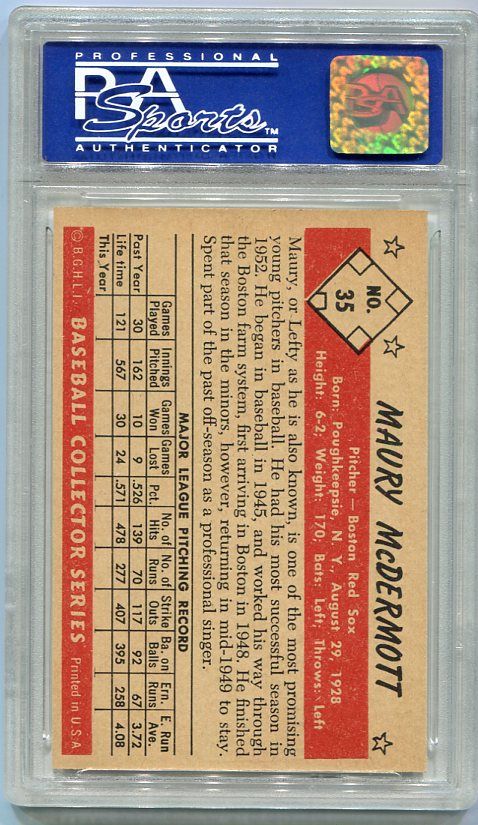 PROFESSIONAL
PSA
Sports™
AUTHENTICATOR
NO.
35
MAURY McDERMOTT
Pitcher — Boston Red Sox
Born: Poughkeepsie, N. Y., August 29, 1928
Height: 6-2; Weight: 170; Bats: Left; Throws: Left
Maury, or Lefty as he is also known, is one of the most promising
young pitchers in baseball. He had his most successful season in
1952. He began in baseball in 1945, and worked his way through
the Boston farm system, first arriving in Boston in 1948. He finished
that season in the minors, however, returning in mid-1949 to stay.
Spent part of the past off-season as a professional singer.
MAJOR LEAGUE PITCHING RECORD
Games Innings Games Games No. of No. of Strike Ba. on Ern. E. Run
Played Pitched Won Lost Pct. Hits Runs Outs Balls Runs Ave.
Past Year 30 162 10 9 .526 139 70 117 92 67 3.72
Life time 121 567 30 24 .571 478 277 407 395 258 4.08
This Year
© B.G.H.L.I. BASEBALL COLLECTOR SERIES Printed in U.S.A.